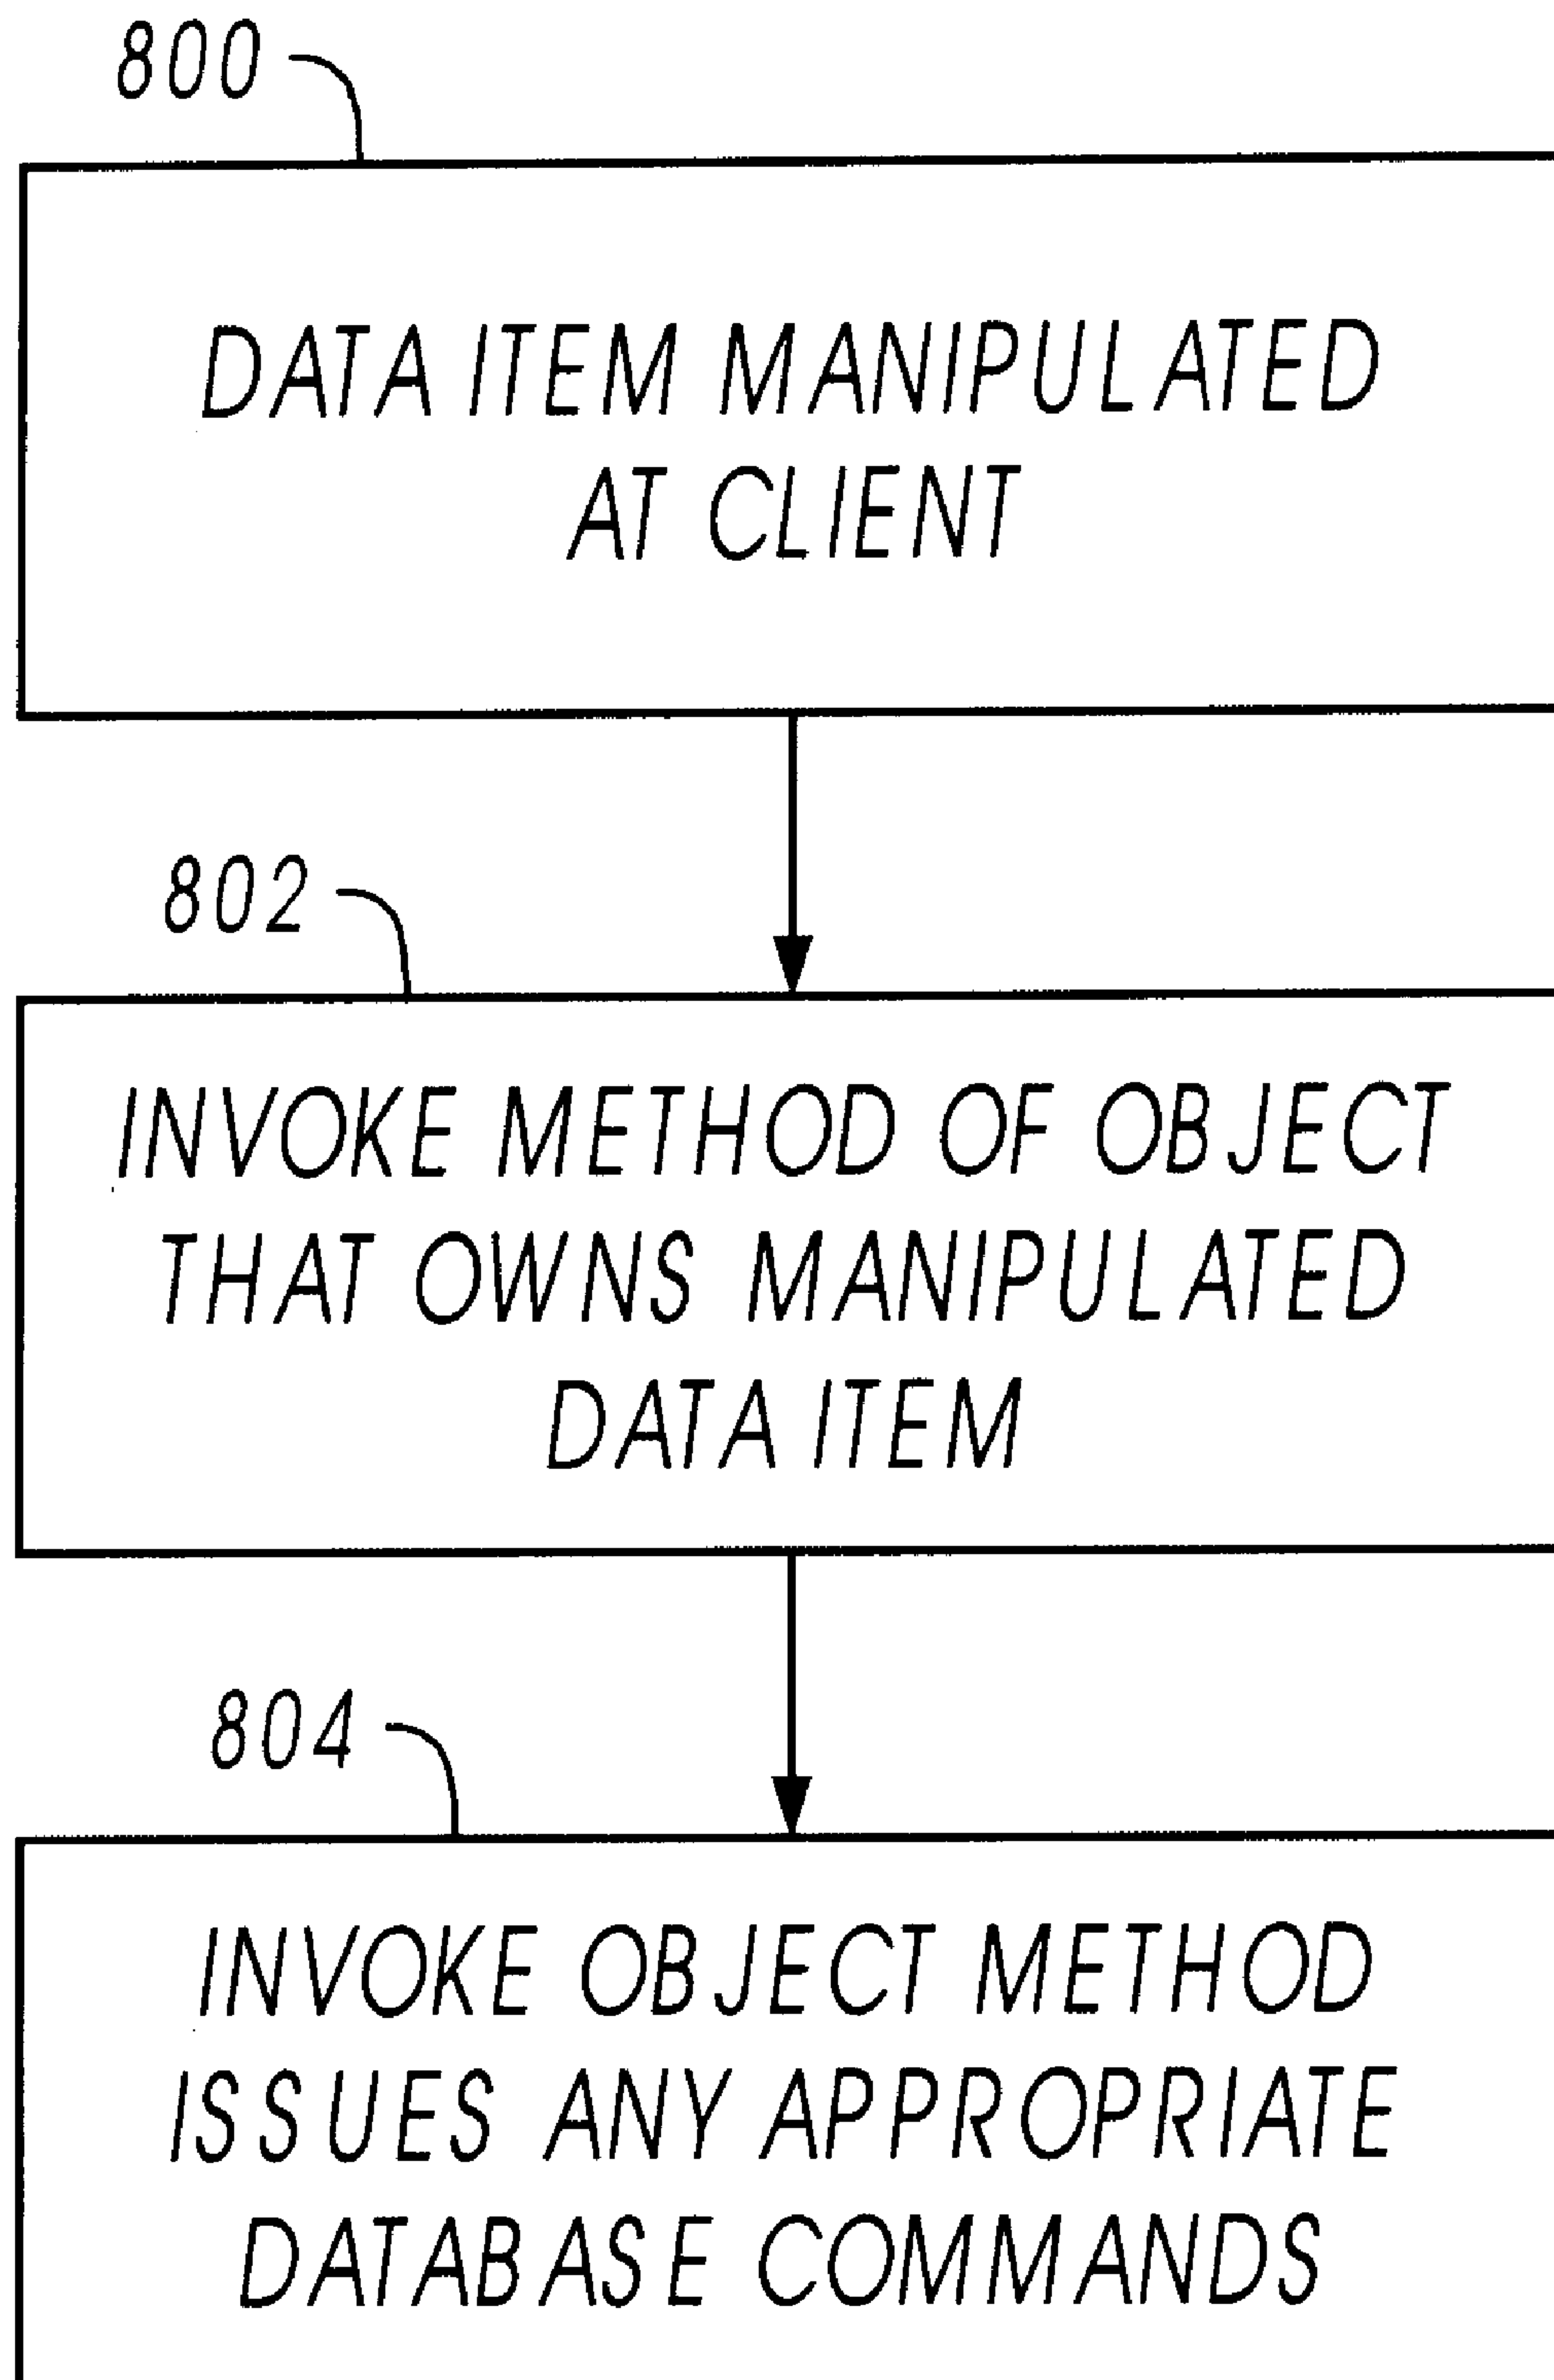 800
DATA ITEM MANIPULATED
AT CLIENT
802
INVOKE METHOD OF OBJECT
THAT OWNS MANIPULATED
DATA ITEM
804
INVOKE OBJECT METHOD
ISSUES ANY APPROPRIATE
DATABASE COMMANDS